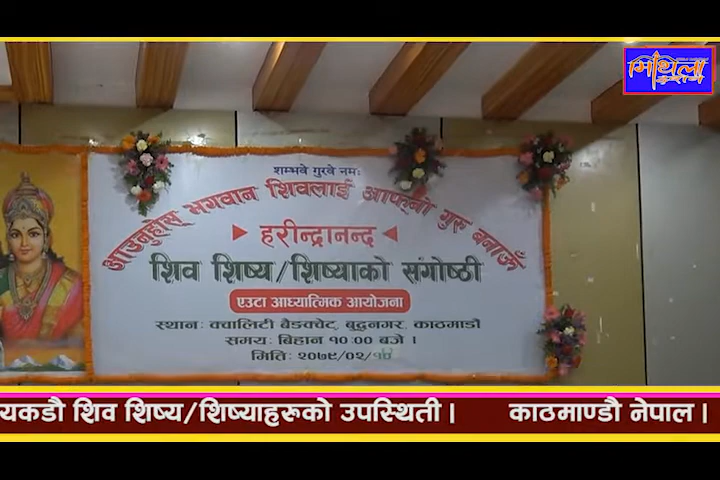 मिथिला
शम्भवे गुरवे नमः
आउनुहोस् भगवान शिवलाई आफ्नो गुरु बनाऊँ
हरीन्द्रानन्द
शिव शिष्य/शिष्याको संगोष्ठी
एउटा आध्यात्मिक आयोजना
स्थानः क्वालिटी बैङक्वेट, बुद्धनगर, काठमाडौं
समयः बिहान १०:०० बजे ।
मितिः २०७९/०२/१४
यकडौ शिव शिष्य/शिष्याहरूको उपस्थिती | काठमाण्डौ नेपाल |